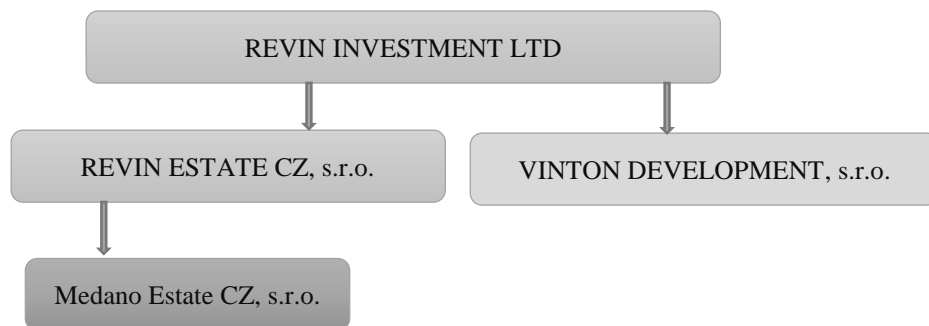 REVIN INVESTMENT LTD
REVIN ESTATE CZ, s.r.o.
VINTON DEVELOPMENT, s.r.o.
Medano Estate CZ, s.r.o.